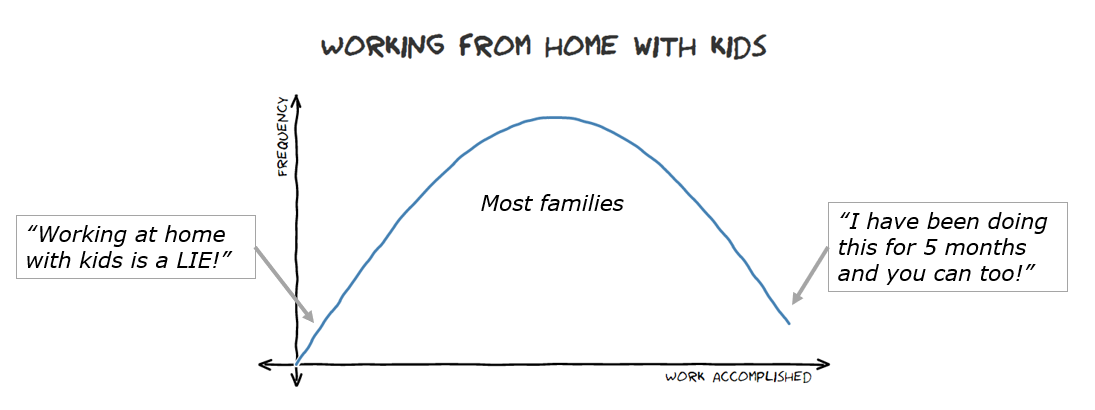 WORKING FROM HOME WITH KIDS
FREQUENCY
Most families
“Working at home
with kids is a LIE!”
“I have been doing
this for 5 months
and you can too!”
WORK ACCOMPLISHED